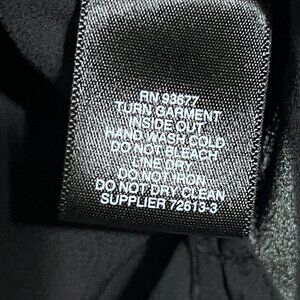 RN 93677
TURN GARMENT
INSIDE OUT
HAND WASH COLD
DO NOT BLEACH
LINE DRY
DO NOT IRON
DO NOT DRY CLEAN
SUPPLIER 72613-3